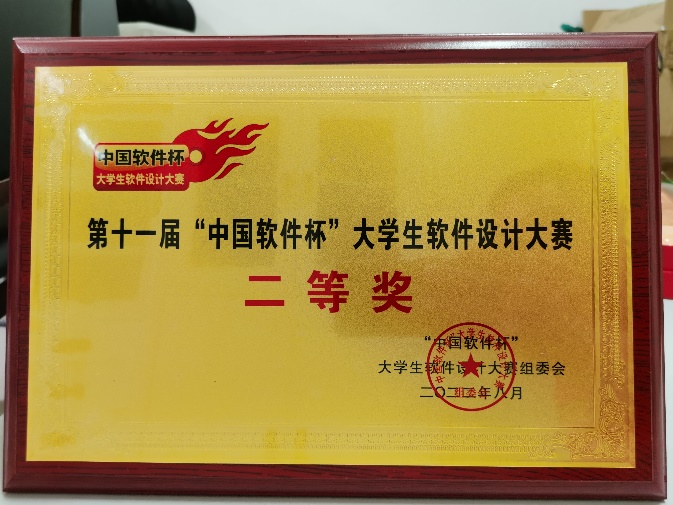 中国软件杯
大学生软件设计大赛
第十一届“中国软件杯”大学生软件设计大赛
二等奖
“中国软件杯”
大学生软件设计大赛组委会
二〇二二年八月
组委会